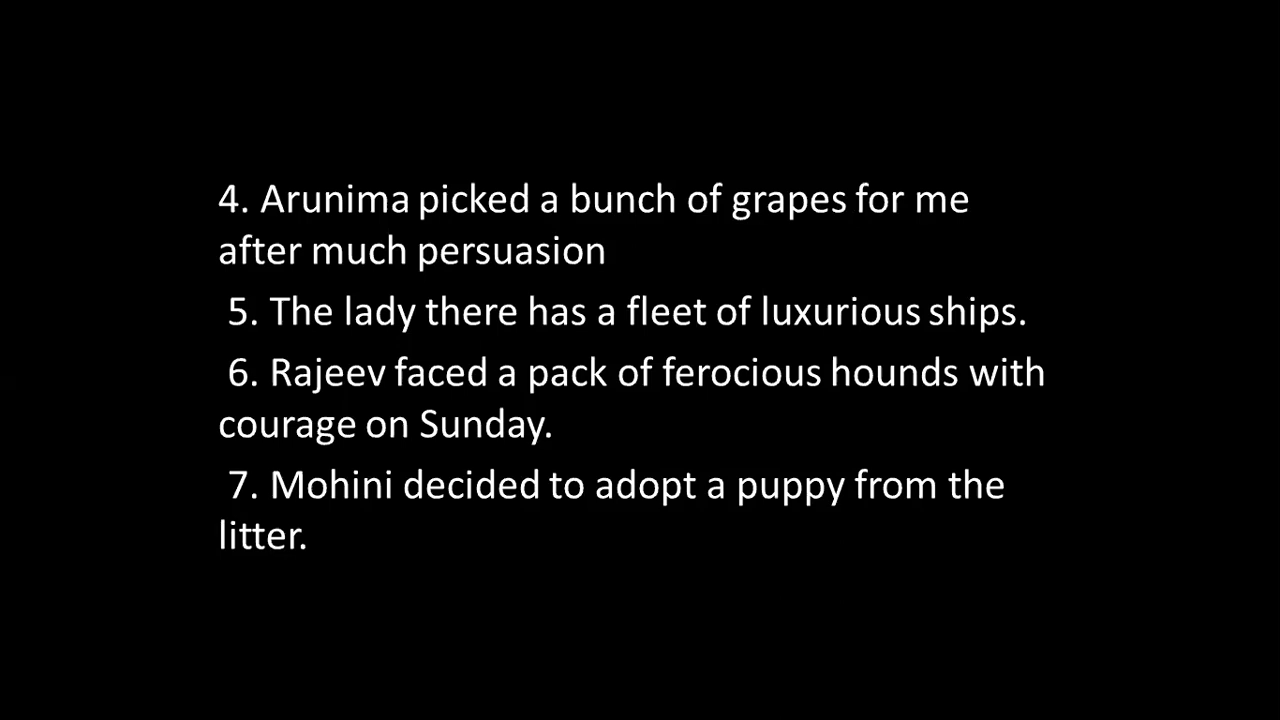 4. Arunima picked a bunch of grapes for me
after much persuasion
5. The lady there has a fleet of luxurious ships.
6. Rajeev faced a pack of ferocious hounds with
courage on Sunday.
7. Mohini decided to adopt a puppy from the
litter.